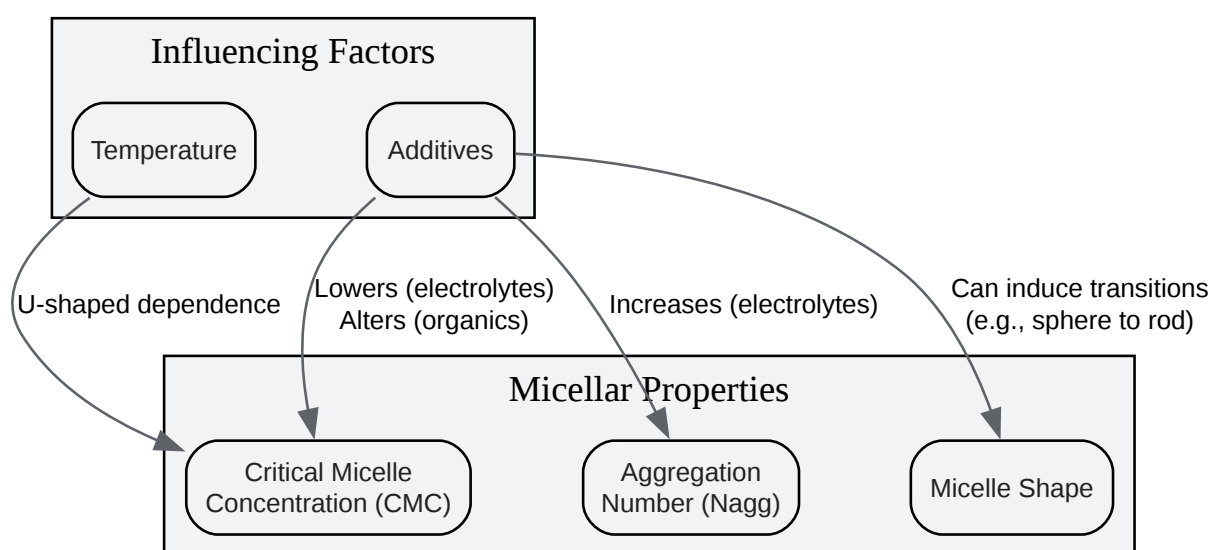 Influencing Factors
Temperature
Additives
U-shaped dependence
Lowers (electrolytes)
Alters (organics)
Increases (electrolytes)
Can induce transitions
(e.g., sphere to rod)
Micellar Properties
Critical Micelle
Concentration (CMC)
Aggregation
Number (Nagg)
Micelle Shape